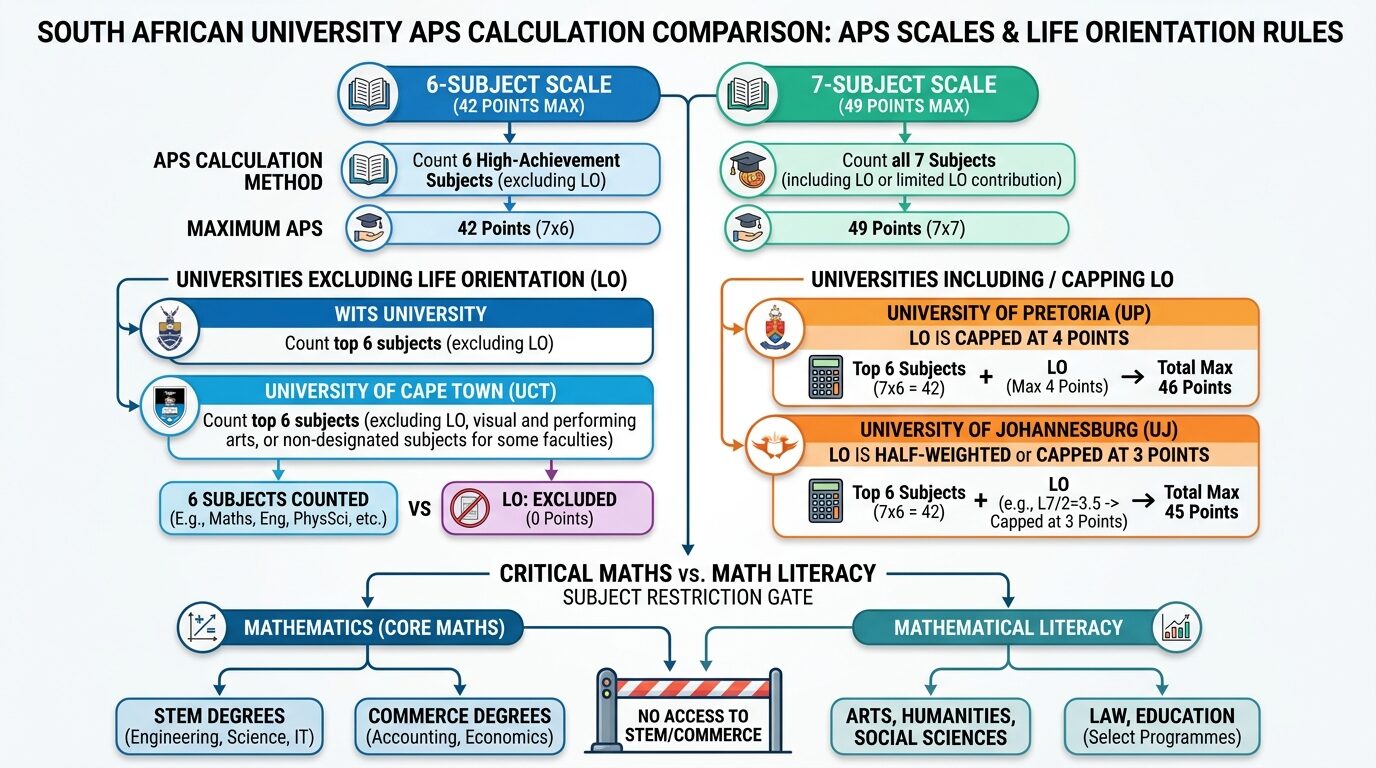 SOUTH AFRICAN UNIVERSITY APS CALCULATION COMPARISON: APS SCALES & LIFE ORIENTATION RULES
6-SUBJECT SCALE
(42 POINTS MAX)
7-SUBJECT SCALE
(49 POINTS MAX)
APS CALCULATION
METHOD
Count 6 High-Achievement
Subjects (excluding LO)
Count all 7 Subjects
(including LO or limited LO contribution)
MAXIMUM APS
42 Points (7x6)
49 Points (7x7)
UNIVERSITIES EXCLUDING LIFE ORIENTATION (LO)
WITS UNIVERSITY
Count top 6 subjects (excluding LO)
UNIVERSITY OF CAPE TOWN (UCT)
Count top 6 subjects (excluding LO, visual and performing
arts, or non-designated subjects for some faculties)
6 SUBJECTS COUNTED
(E.g., Maths, Eng, PhysSci, etc.)
VS
LO: EXCLUDED
(0 Points)
UNIVERSITIES INCLUDING / CAPPING LO
UNIVERSITY OF PRETORIA (UP)
LO IS CAPPED AT 4 POINTS
Top 6 Subjects
(7x6 = 42)
+
LO
(Max 4 Points)
→
Total Max
46 Points
UNIVERSITY OF JOHANNESBURG (UJ)
LO IS HALF-WEIGHTED or CAPPED AT 3 POINTS
Top 6 Subjects
(7x6 = 42)
+
LO
(e.g., L7/2=3.5 ->
Capped at 3 Points)
→
Total Max
45 Points
CRITICAL MATHS vs. MATH LITERACY
SUBJECT RESTRICTION GATE
MATHEMATICS (CORE MATHS)
MATHEMATICAL LITERACY
STEM DEGREES
(Engineering, Science, IT)
COMMERCE DEGREES
(Accounting, Economics)
NO ACCESS TO
STEM/COMMERCE
ARTS, HUMANITIES,
SOCIAL SCIENCES
LAW, EDUCATION
(Select Programmes)